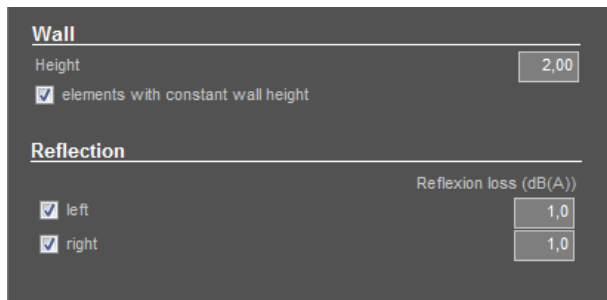 Wall
Height 2,00
elements with constant wall height
Reflection
Reflexion loss (dB(A))
left 1,0
right 1,0